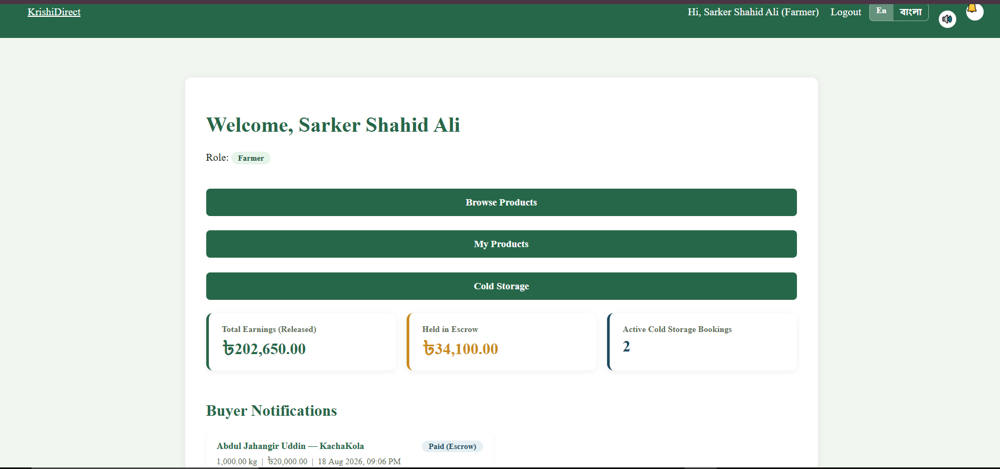 KrishiDirect
Hi, Sarker Shahid Ali (Farmer) Logout En বাংলা
Welcome, Sarker Shahid Ali
Role: Farmer
Browse Products
My Products
Cold Storage
Total Earnings (Released)
৳202,650.00
Held in Escrow
৳34,100.00
Active Cold Storage Bookings
2
Buyer Notifications
Abdul Jahangir Uddin — KachaKola Paid (Escrow)
1,000.00 kg | ৳20,000.00 | 18 Aug 2026, 09:06 PM